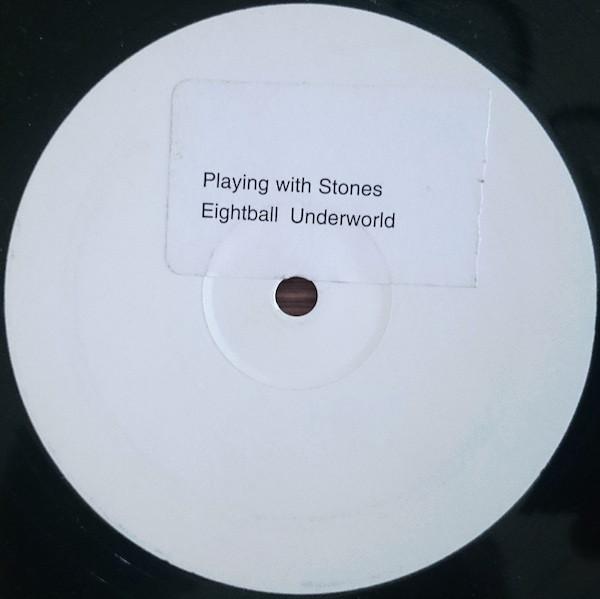 Playing with Stones
Eightball Underworld